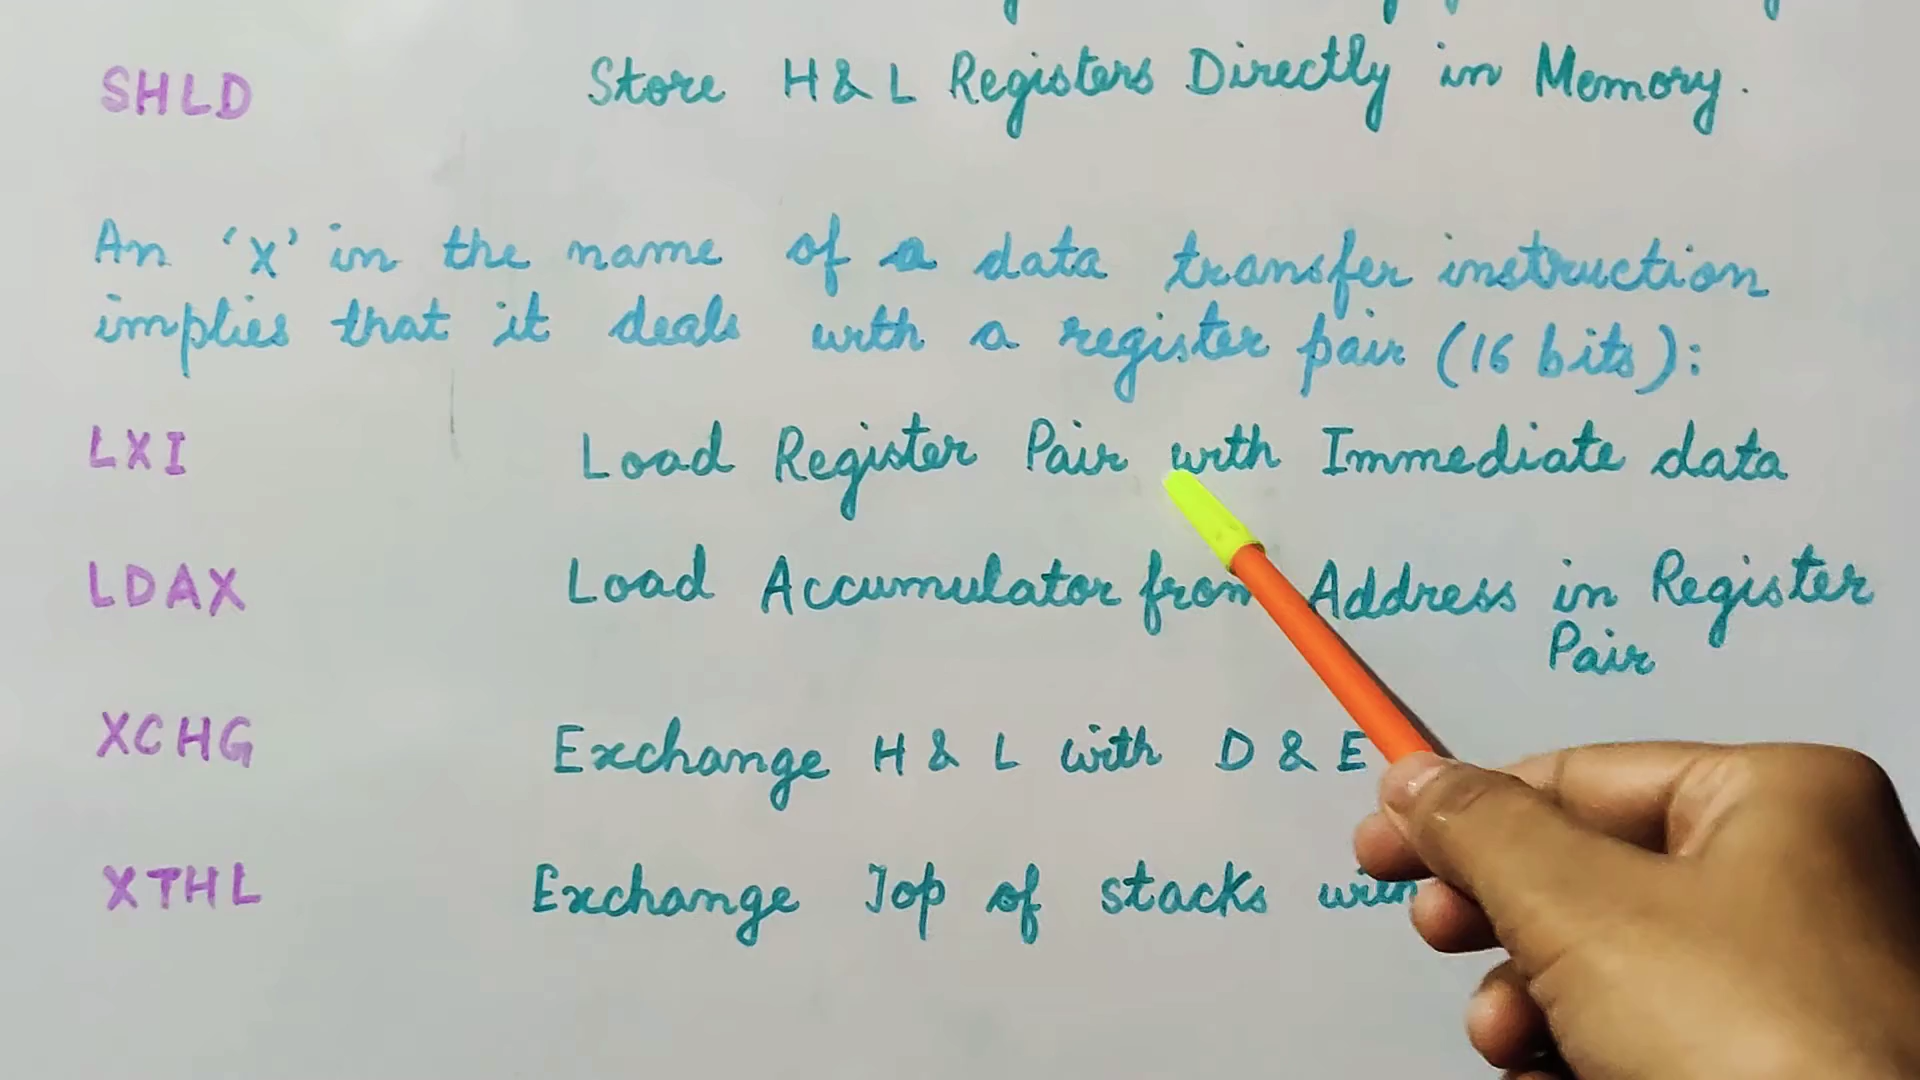 SHLD Store H & L Registers Directly in Memory.
An 'X' in the name of a data transfer instruction
implies that it deals with a register pair (16 bits):
LXI Load Register Pair with Immediate data
LDAX Load Accumulator from Address in Register
Pair
XCHG Exchange H & L with D & E
XTHL Exchange Top of stacks with